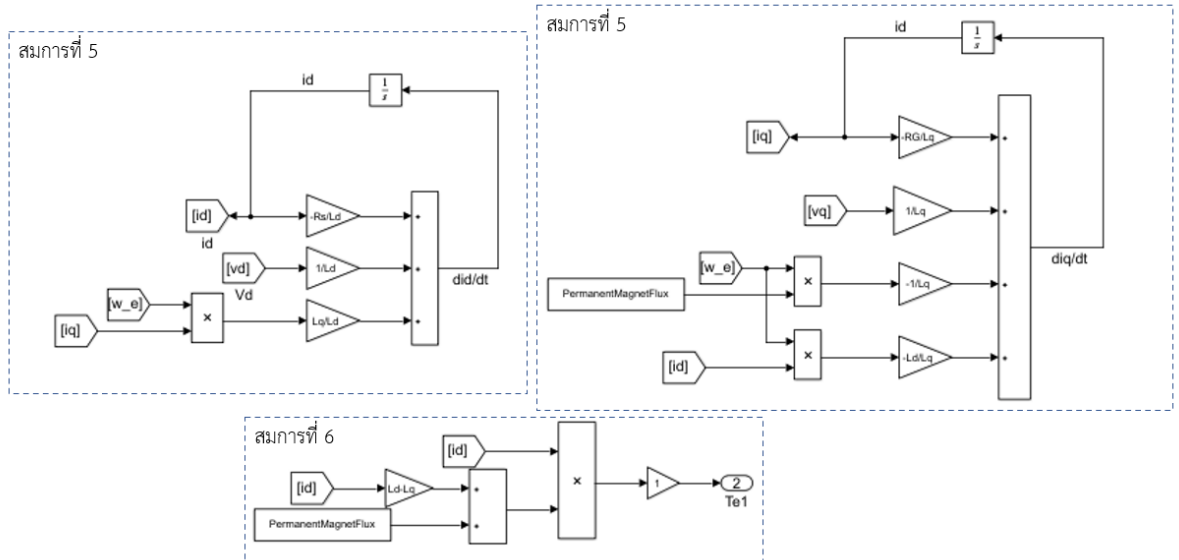 สมการที่ 5
id
1
s
[id]
id
-Rs/Ld
[vd]
Vd
1/Ld
[w_e]
[iq]
×
Lq/Ld
+
+
+
did/dt
สมการที่ 5
id
1
s
[iq]
-RG/Lq
[vq]
1/Lq
[w_e]
PermanentMagnetFlux
×
-1/Lq
[id]
×
-Ld/Lq
+
+
+
+
diq/dt
สมการที่ 6
[id]
[id]
Ld-Lq
PermanentMagnetFlux
+
+
×
1
2
Te1